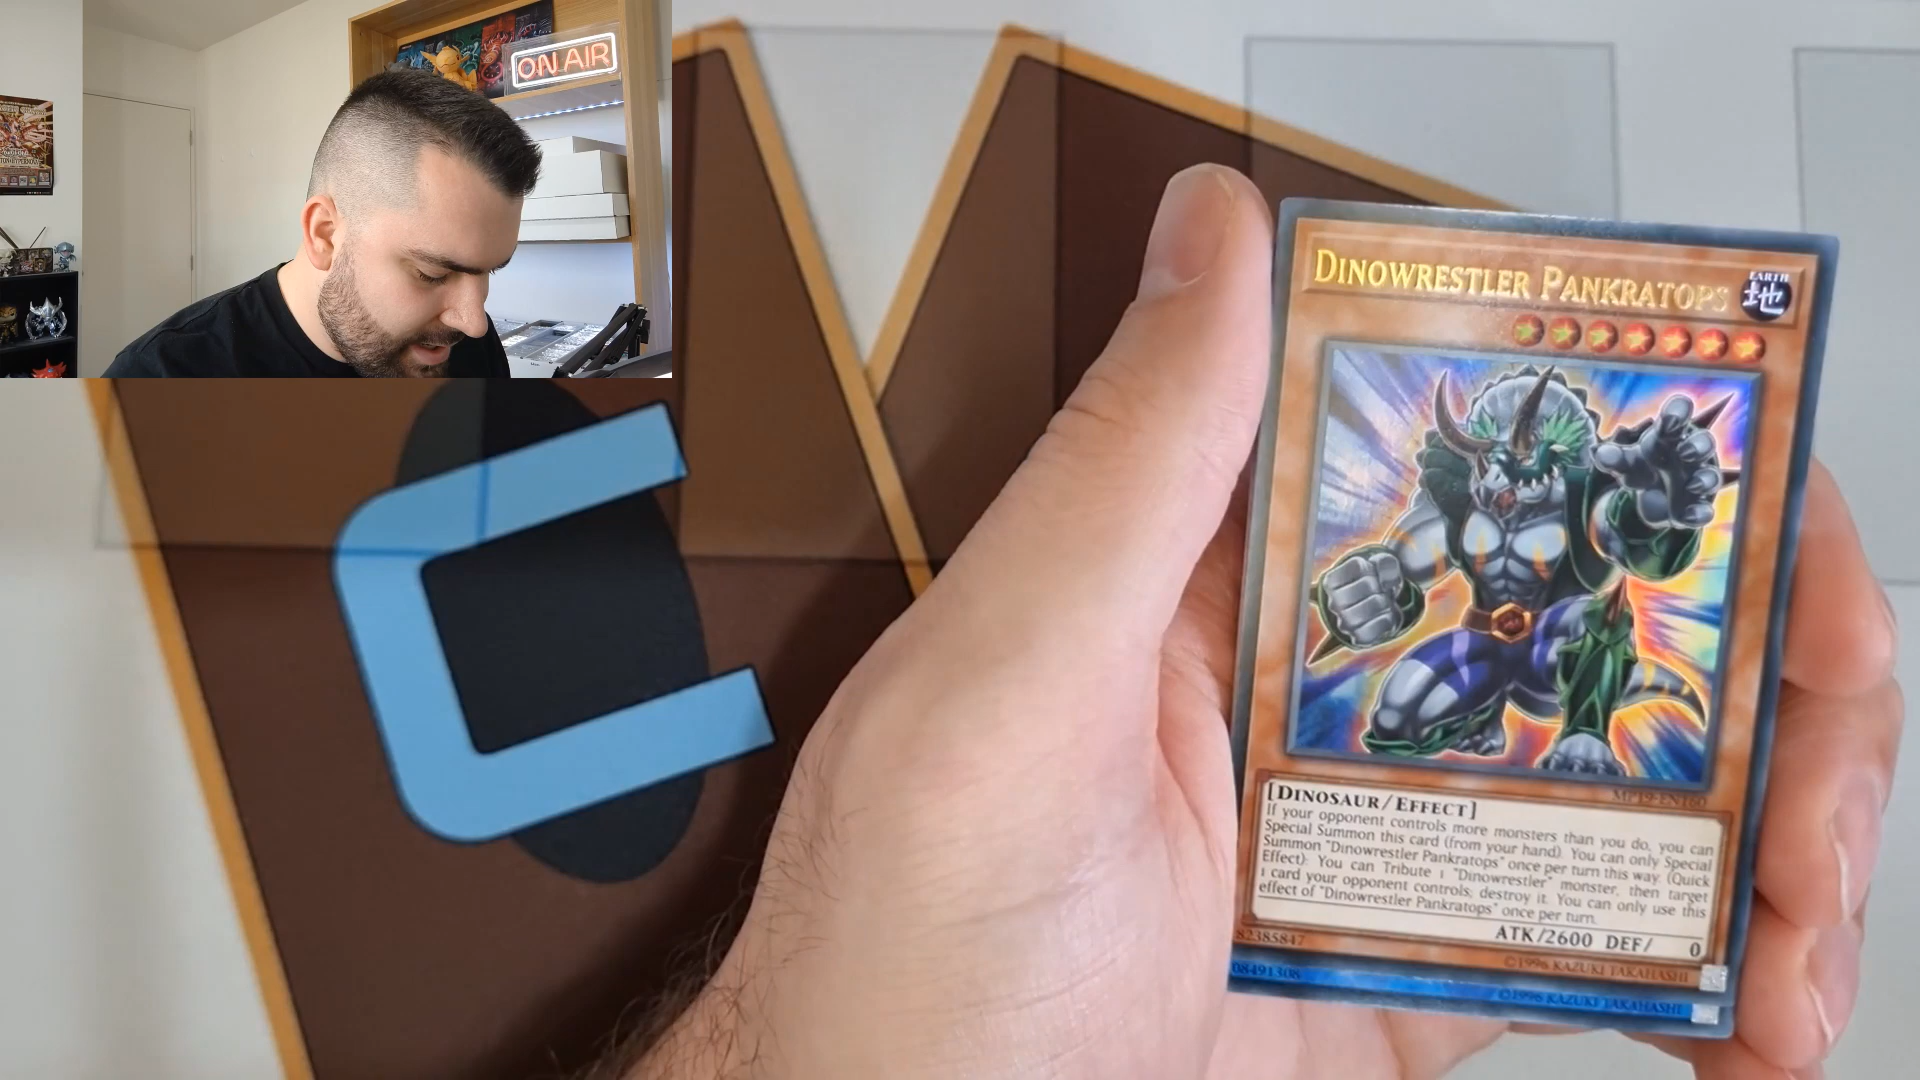 ON AIR
DINOWRESTLER PANKRATOPS
EARTH
地
MP19-EN160
[DINOSAUR/EFFECT]
If your opponent controls more monsters than you do, you can
Special Summon this card (from your hand). You can only Special
Summon "Dinowrestler Pankratops" once per turn this way. (Quick
Effect): You can Tribute 1 "Dinowrestler" monster, then target
1 card your opponent controls; destroy it. You can only use this
effect of "Dinowrestler Pankratops" once per turn.
ATK/2600 DEF/ 0
82385847
©1996 KAZUKI TAKAHASHI
08491308
©1996 KAZUKI TAKAHASHI